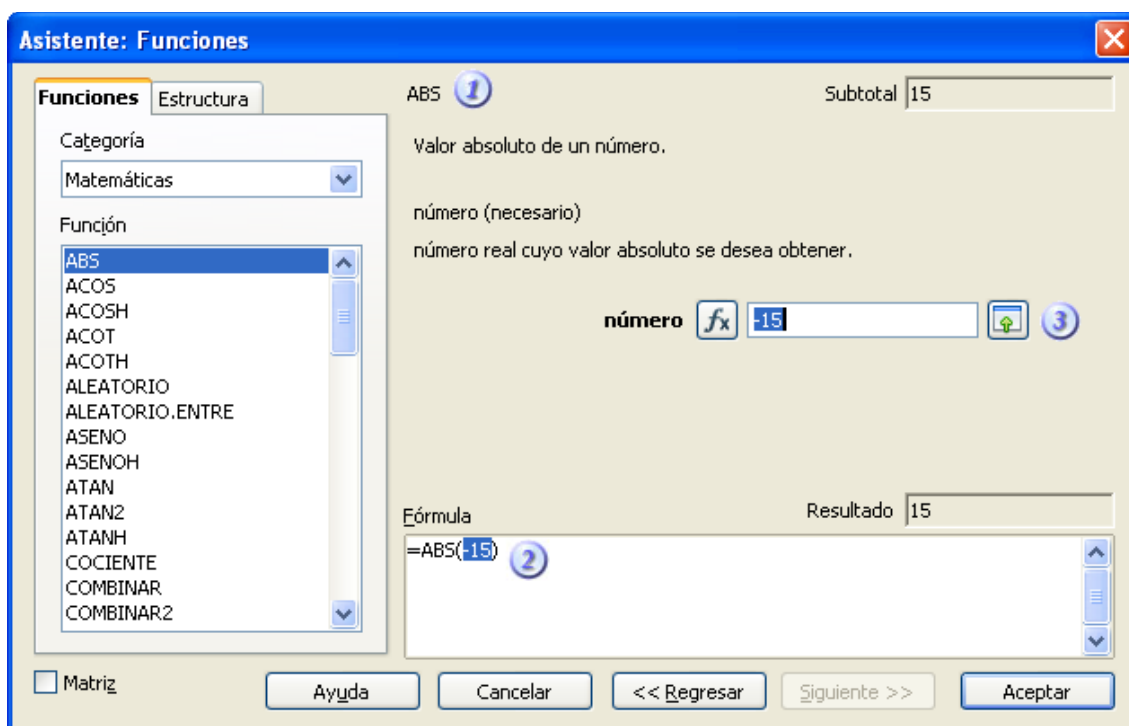 Asistente: Funciones
Funciones
Estructura
Categoría
Matemáticas
Función
ABS
ACOS
ACOSH
ACOT
ACOTH
ALEATORIO
ALEATORIO.ENTRE
ASENO
ASENOH
ATAN
ATAN2
ATANH
COCIENTE
COMBINAR
COMBINAR2
Matriz
ABS 1
Subtotal 15
Valor absoluto de un número.
número (necesario)
número real cuyo valor absoluto se desea obtener.
número fx -15 3
Fórmula
Resultado 15
=ABS(-15) 2
Ayuda
Cancelar
<< Regresar
Siguiente >>
Aceptar